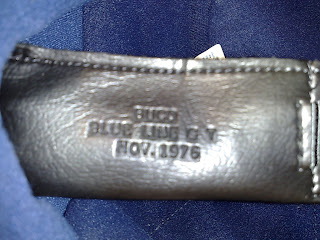 BUCO
BLUE LINE G T
NOV. 1976